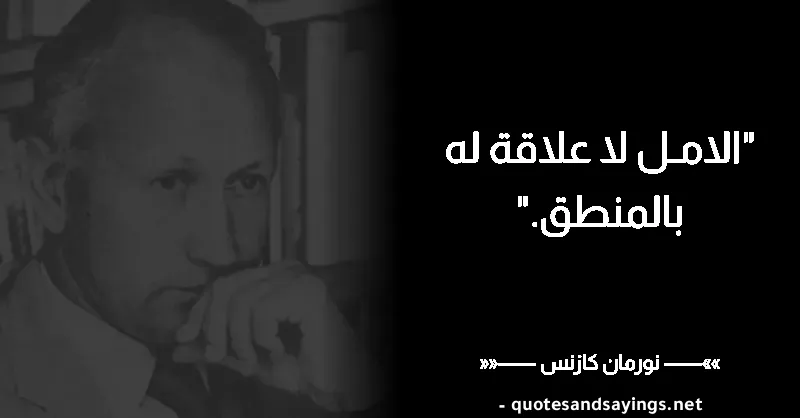 "الامل لا علاقة له
بالمنطق."
»»—— نورمان كازنس ——««
- quotesandsayings.net